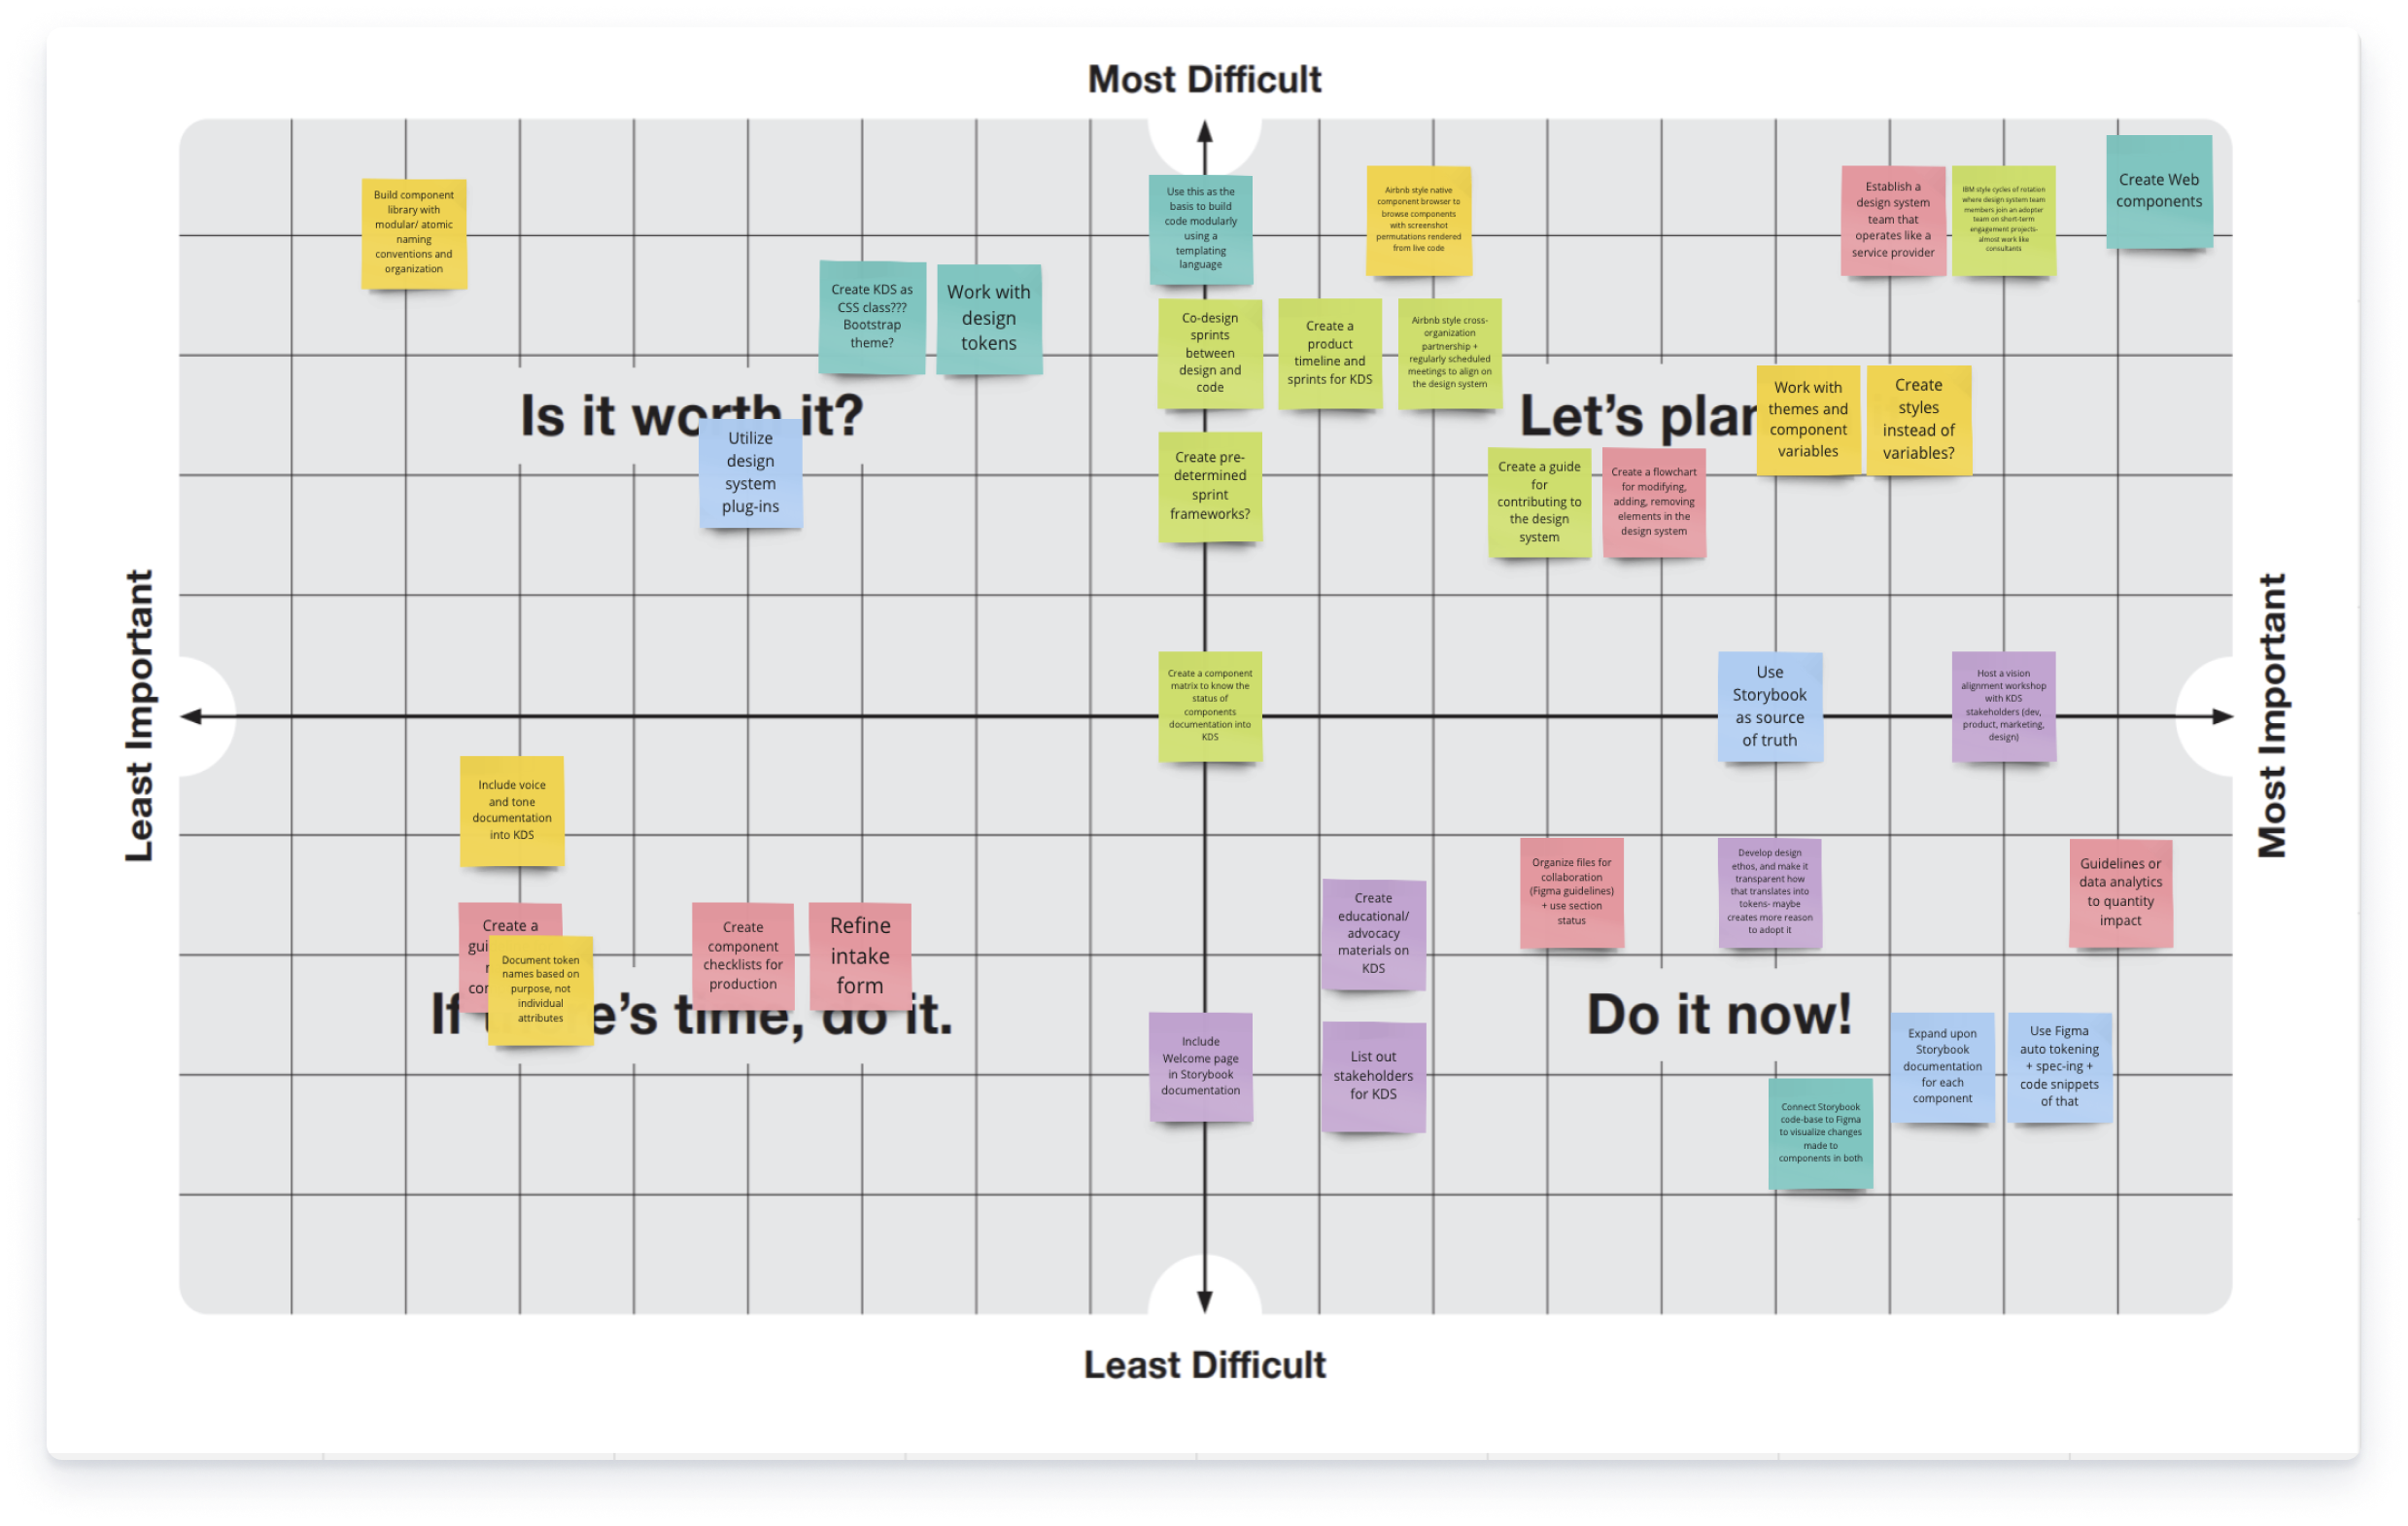 Most Difficult
Build component
library with
modular/ atomic
naming
conventions and
organization
Create KDS as
CSS class???
Bootstrap
theme?
Work with
design
tokens
Is it worth it?
Utilize
design
system
plug-ins
Use this as the
basis to build
code modularly
using a
templating
language
Airbnb style native
component browser to
browse components
with screenshot
permutations rendered
from live code
Establish a
design system
team that
operates like a
service provider
IBM style cycles of rotation
where design system team
members join an adopter
team on short-term
engagement projects-
almost work like
consultants
Create Web
components
Co-design
sprints
between
design and
code
Create a
product
timeline and
sprints for KDS
Airbnb style cross-
organization
partnership +
regularly scheduled
meetings to align on
the design system
Let's plan
Work with
themes and
component
variables
Create
styles
instead of
variables?
Create pre-
determined
sprint
frameworks?
Create a guide
for
contributing to
the design
system
Create a flowchart
for modifying,
adding, removing
elements in the
design system
Least Important
Most Important
Create a component
matrix to know the
status of
components
documentation into
KDS
Use
Storybook
as source
of truth
Host a vision
alignment workshop
with KDS
stakeholders (dev,
product, marketing,
design)
Include voice
and tone
documentation
into KDS
Create a
Document token
names based on
purpose, not
individual
attributes
Create
component
checklists for
production
Refine
intake
form
If there's time, do it.
Create
educational/
advocacy
materials on
KDS
Organize files for
collaboration
(Figma guidelines)
+ use section
status
Develop design
ethos, and make it
transparent how
that translates into
tokens- maybe
creates more reason
to adopt it
Guidelines or
data analytics
to quantity
impact
Include
Welcome page
in Storybook
documentation
List out
stakeholders
for KDS
Do it now!
Connect Storybook
code-base to Figma
to visualize changes
made to
components in both
Expand upon
Storybook
documentation
for each
component
Use Figma
auto tokening
+ spec-ing +
code snippets
of that
Least Difficult